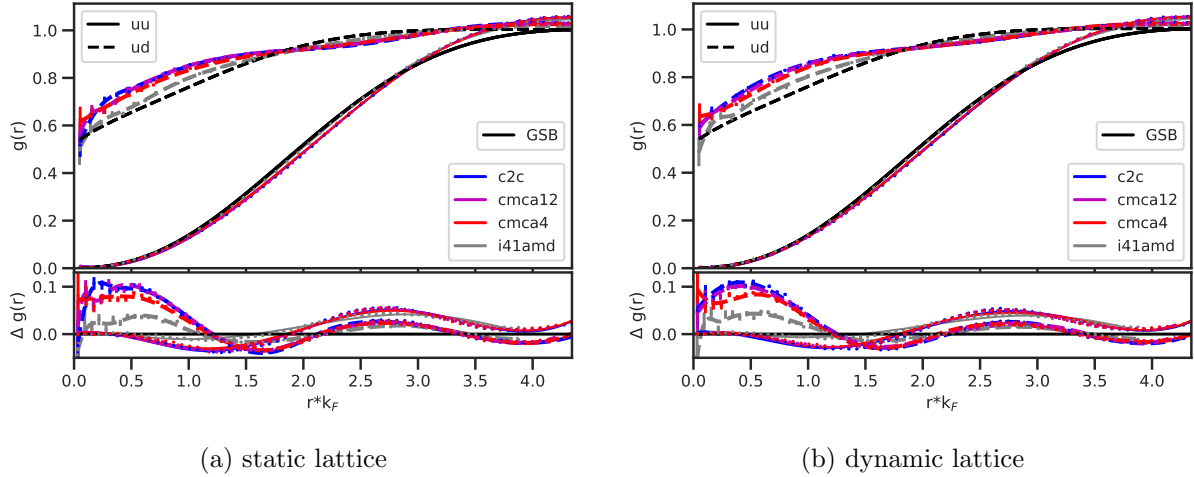 1.0
0.8
0.6
0.4
0.2
0.0
g(r)
uu
ud
GSB
c2c
cmca12
cmca4
i41amd
0.1
0.0
Δ g(r)
0.0 0.5 1.0 1.5 2.0 2.5 3.0 3.5 4.0
r*k_F
(a) static lattice
1.0
0.8
0.6
0.4
0.2
0.0
g(r)
uu
ud
GSB
c2c
cmca12
cmca4
i41amd
0.1
0.0
Δ g(r)
0.0 0.5 1.0 1.5 2.0 2.5 3.0 3.5 4.0
r*k_F
(b) dynamic lattice